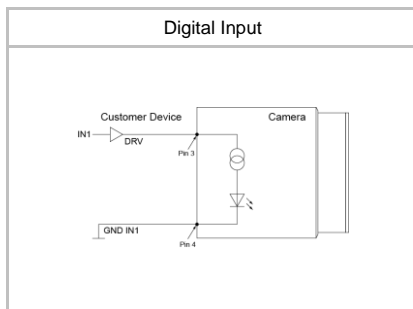 Digital Input
Customer Device
Camera
IN1
DRV
Pin 3
GND IN1
Pin 4